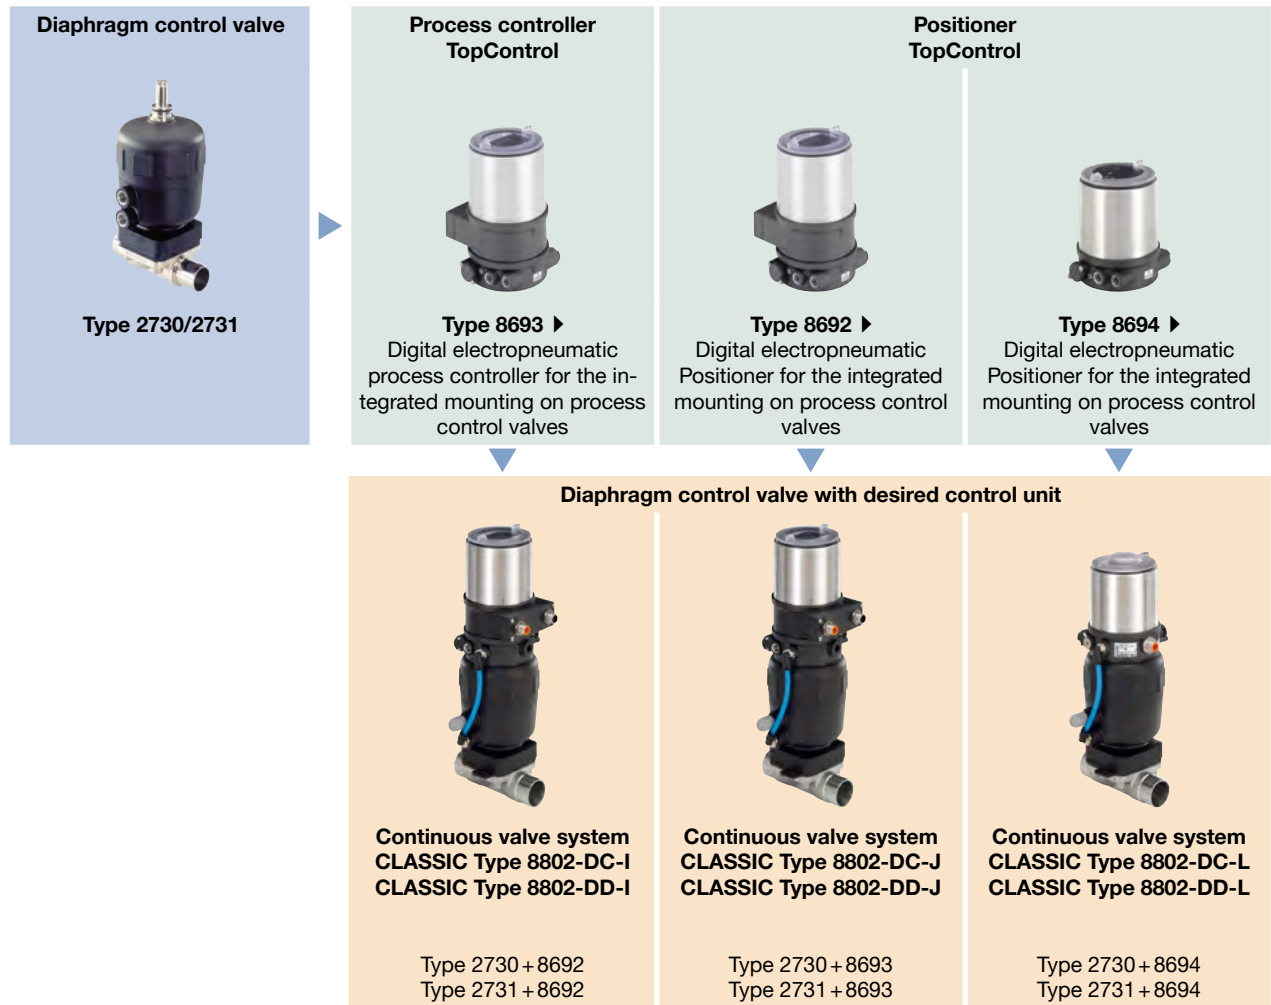 Diaphragm control valve
Process controller
TopControl
Positioner
TopControl
Type 2730/2731
Type 8693 ▶
Digital electropneumatic
process controller for the in-
tegrated mounting on process
control valves
Type 8692 ▶
Digital electropneumatic
Positioner for the integrated
mounting on process control
valves
Type 8694 ▶
Digital electropneumatic
Positioner for the integrated
mounting on process control
valves
Diaphragm control valve with desired control unit
Continuous valve system
CLASSIC Type 8802-DC-I
CLASSIC Type 8802-DD-I
Type 2730 + 8692
Type 2731 + 8692
Continuous valve system
CLASSIC Type 8802-DC-J
CLASSIC Type 8802-DD-J
Type 2730 + 8693
Type 2731 + 8693
Continuous valve system
CLASSIC Type 8802-DC-L
CLASSIC Type 8802-DD-L
Type 2730 + 8694
Type 2731 + 8694